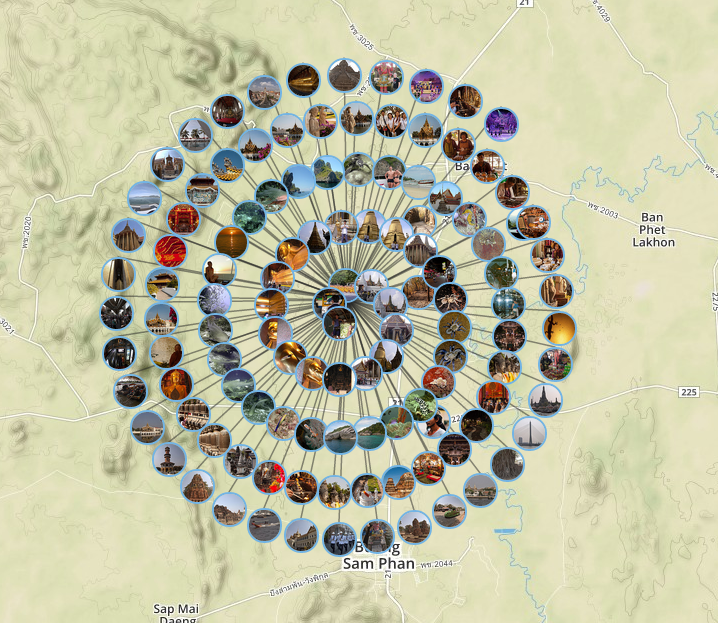 21
พช.4029
พช.3025
พช.2003
Ban
Phet
Lakhon
พช.2020
2275
3021
225
21
Sam Phan
พช.2044
บึงสามพัน-วังพิกุล
21
Sap Mai
Daeng